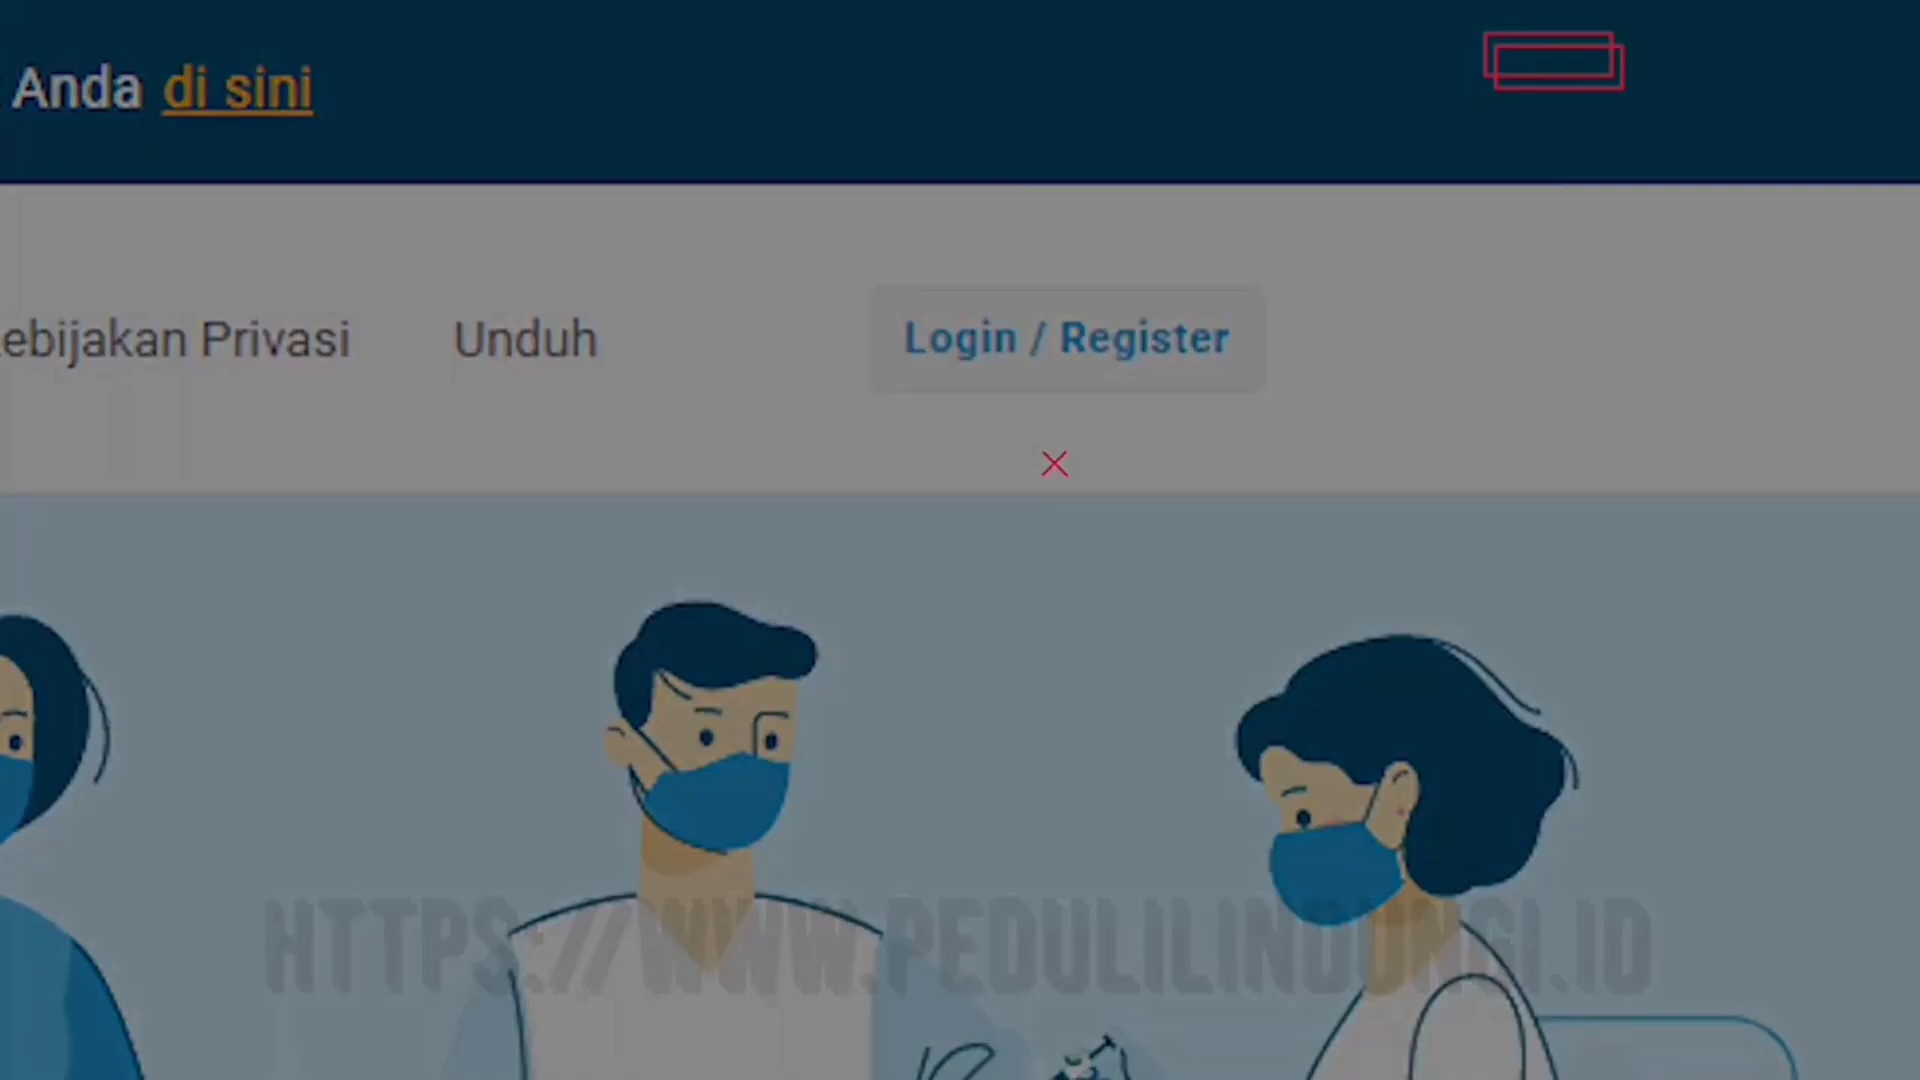 Anda di sini
ebijakan Privasi Unduh Login / Register
HTTPS://WWW.PEDULILINDUNGI.ID